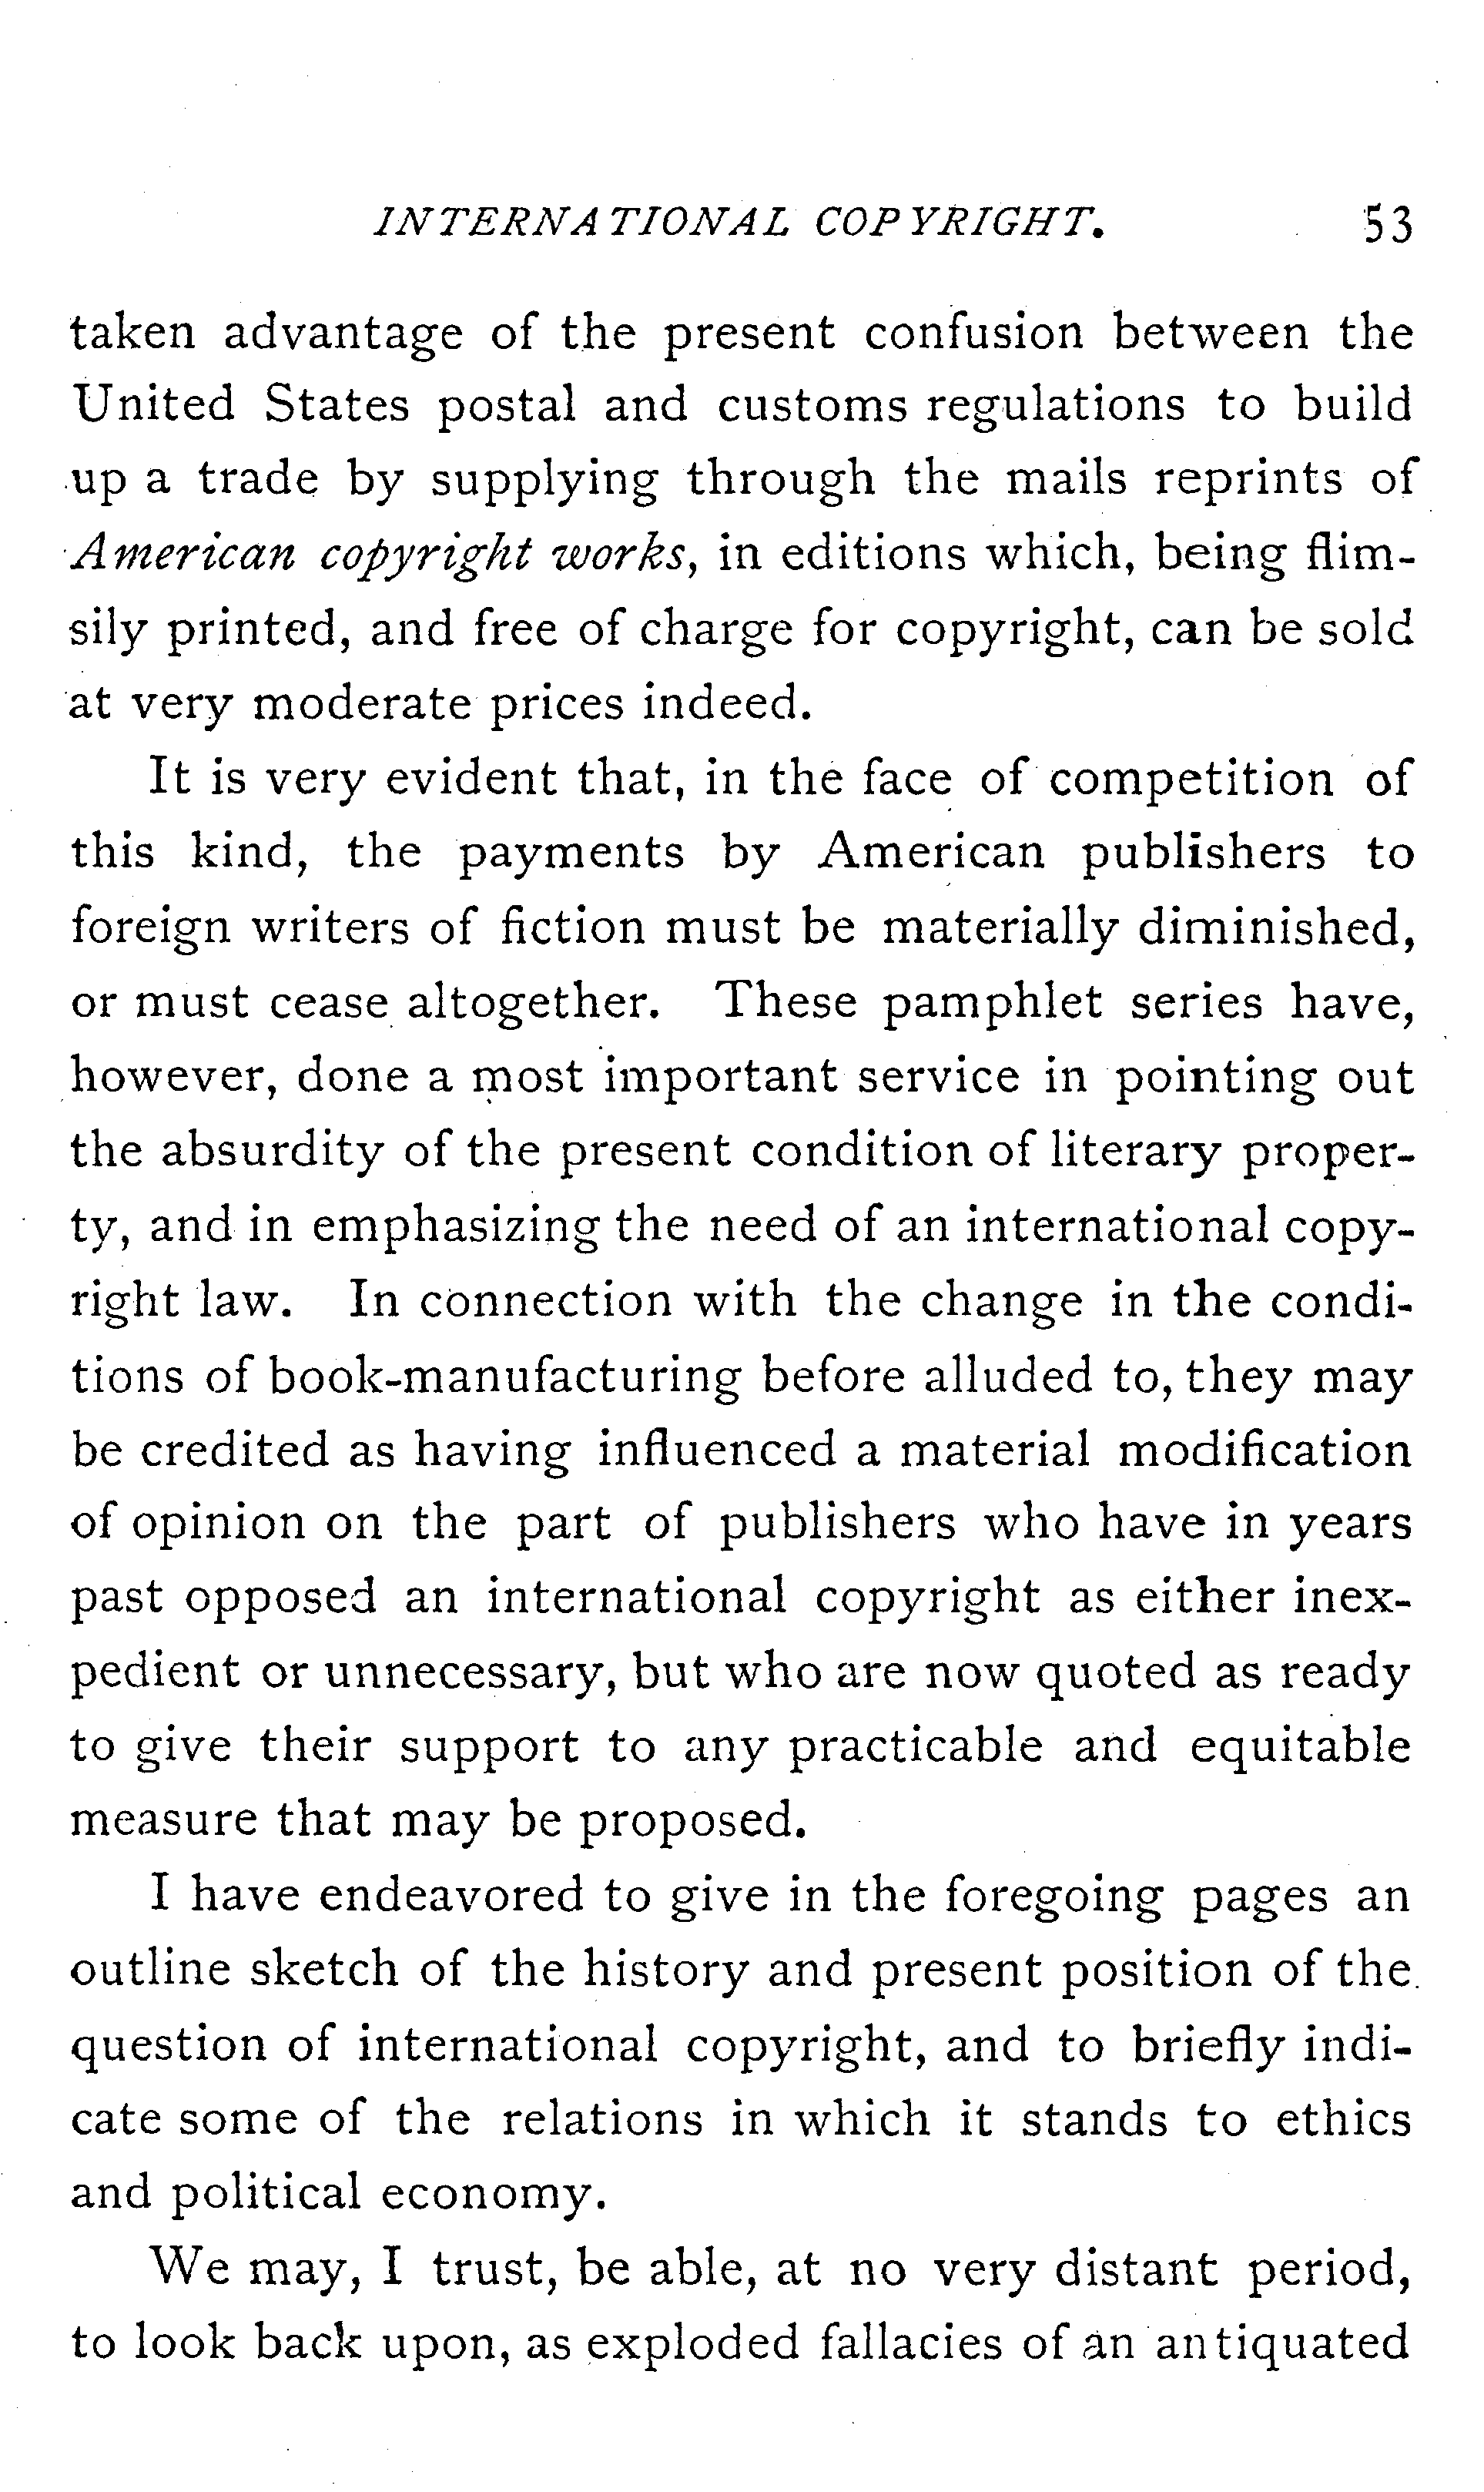 INTERNATIONAL COPYRIGHT. 53
taken advantage of the present confusion between the
United States postal and customs regulations to build
up a trade by supplying through the mails reprints of
American copyright works, in editions which, being flim-
sily printed, and free of charge for copyright, can be sold
at very moderate prices indeed.
It is very evident that, in the face of competition of
this kind, the payments by American publishers to
foreign writers of fiction must be materially diminished,
or must cease altogether. These pamphlet series have,
however, done a most important service in pointing out
the absurdity of the present condition of literary proper-
ty, and in emphasizing the need of an international copy-
right law. In connection with the change in the condi-
tions of book-manufacturing before alluded to, they may
be credited as having influenced a material modification
of opinion on the part of publishers who have in years
past opposed an international copyright as either inex-
pedient or unnecessary, but who are now quoted as ready
to give their support to any practicable and equitable
measure that may be proposed.
I have endeavored to give in the foregoing pages an
outline sketch of the history and present position of the
question of international copyright, and to briefly indi-
cate some of the relations in which it stands to ethics
and political economy.
We may, I trust, be able, at no very distant period,
to look back upon, as exploded fallacies of an antiquated